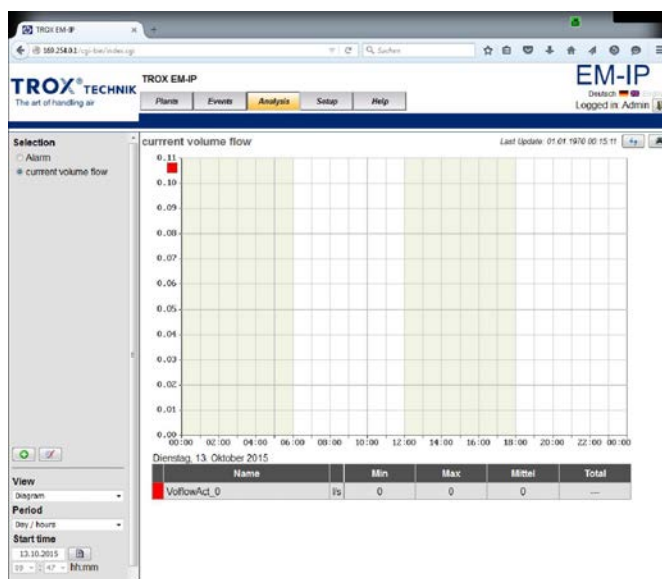 TROX EM-IP
169.254.0.1/cgi-bin/index.cgi
Suchen
TROX® TECHNIK
The art of handling air
TROX EM-IP
Plants
Events
Analysis
Setup
Help
EM-IP
Deutsch
Logged in: Admin
Selection
Alarm
currrent volume flow
currrent volume flow
Last Update: 01.01.1970 00:15:11
0.11
0.10
0.09
0.08
0.07
0.06
0.05
0.04
0.03
0.02
0.01
0.00
00:00 02:00 04:00 06:00 08:00 10:00 12:00 14:00 16:00 18:00 20:00 22:00 00:00
Dienstag, 13. Oktober 2015
Name Min Max Mittel Total
VolflowAct_0 l/s 0 0 0 ---
View
Diagram
Period
Day / hours
Start time
13.10.2015
: 47 hh:mm